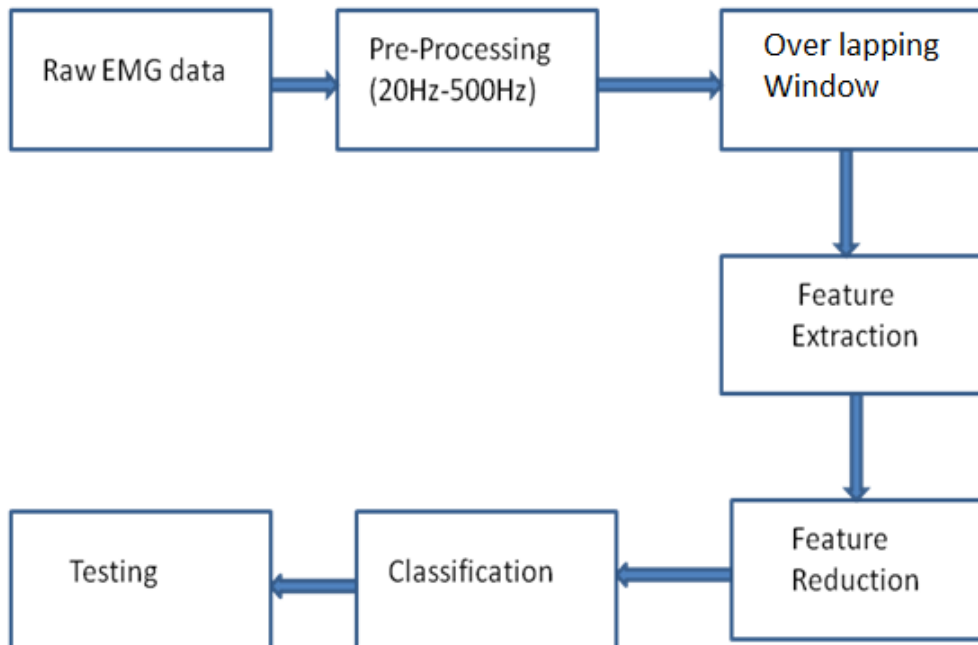 Raw EMG data
Pre-Processing
(20Hz-500Hz)
Over lapping
Window
Feature
Extraction
Feature
Reduction
Classification
Testing